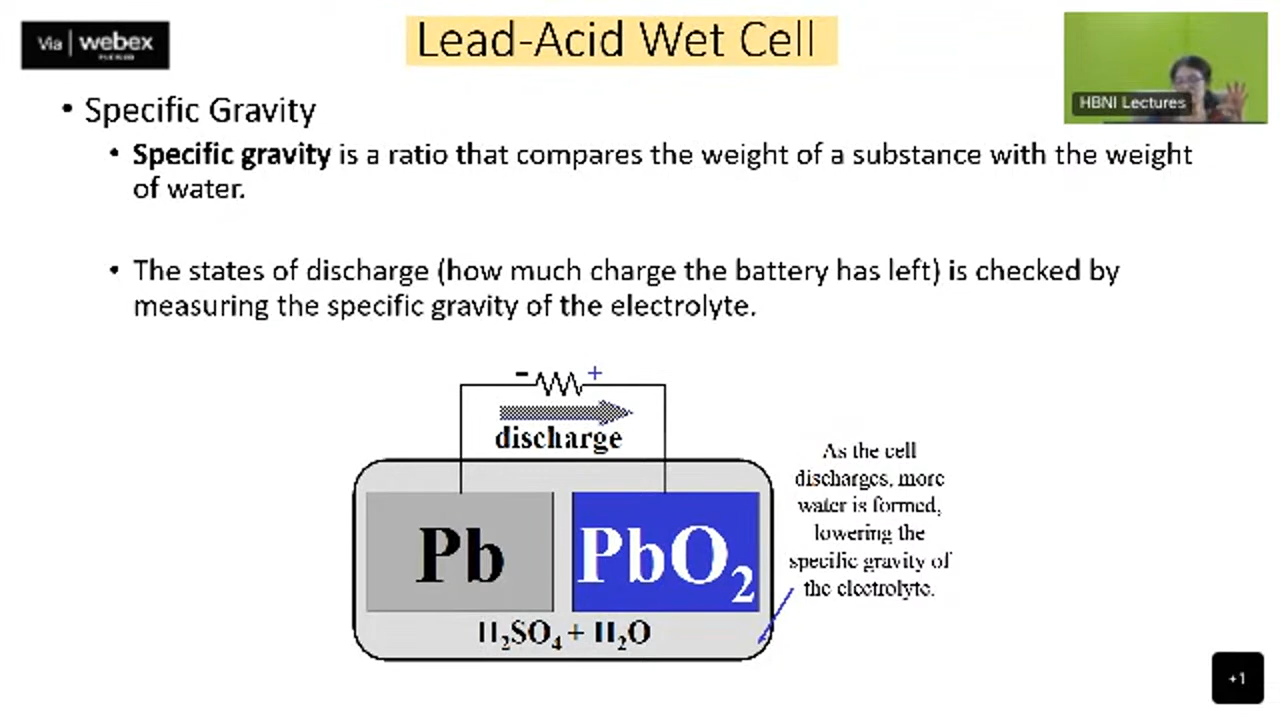 Via | webex
Lead-Acid Wet Cell
HBNI Lectures
• Specific Gravity
• Specific gravity is a ratio that compares the weight of a substance with the weight
of water.
• The states of discharge (how much charge the battery has left) is checked by
measuring the specific gravity of the electrolyte.
- +
discharge
Pb
PbO₂
H₂SO₄ + H₂O
As the cell
discharges, more
water is formed,
lowering the
specific gravity of
the electrolyte.
+1